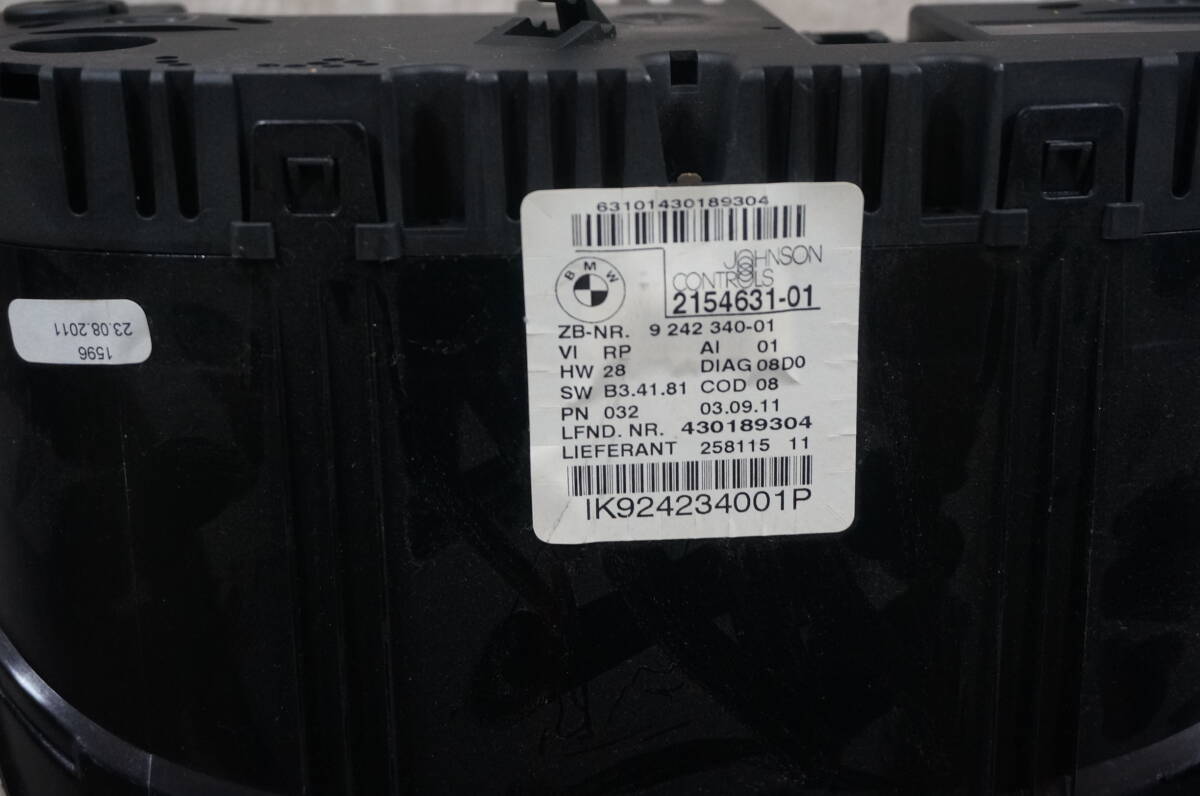 63101430189304
BMW
JOHNSON
CONTROLS
2154631-01
ZB-NR. 9 242 340-01
VI RP AI 01
HW 28 DIAG 08D0
SW B3.41.81 COD 08
PN 032 03.09.11
LFND. NR. 430189304
LIEFERANT 258115 11
IK924234001P
1596
23.08.2011